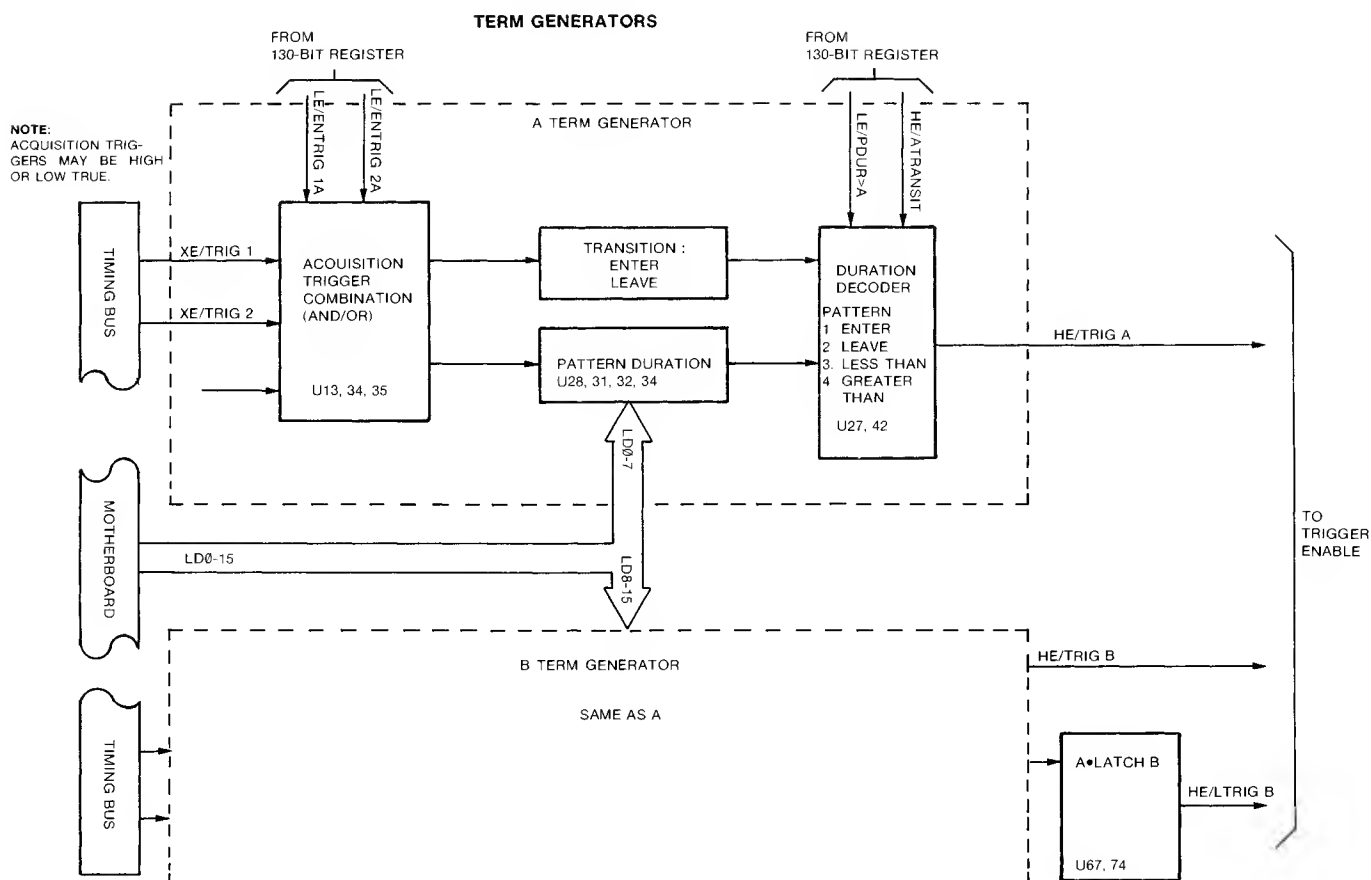 TERM GENERATORS
FROM
130-BIT REGISTER
FROM
130-BIT REGISTER
NOTE:
ACQUISITION TRIG-
GERS MAY BE HIGH
OR LOW TRUE.
A TERM GENERATOR
LE/ENTRIG 1A
LE/ENTRIG 2A
LE/PDUR>A
HE/ATRANSIT
TIMING BUS
XE/TRIG 1
XE/TRIG 2
ACQUISITION
TRIGGER
COMBINATION
(AND/OR)
U13, 34, 35
TRANSITION :
ENTER
LEAVE
PATTERN DURATION
U28, 31, 32, 34
DURATION
DECODER
PATTERN
1 ENTER
2 LEAVE
3. LESS THAN
4 GREATER
THAN
U27, 42
HE/TRIG A
LD0-7
MOTHERBOARD
LDØ-15
LD8-15
TO
TRIGGER
ENABLE
B TERM GENERATOR
SAME AS A
HE/TRIG B
TIMING BUS
A•LATCH B
U67, 74
HE/LTRIG B